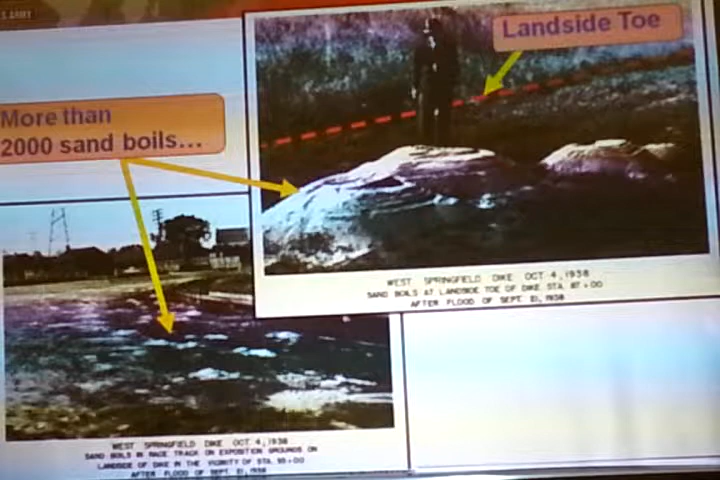 S ARMY
Landside Toe
More than
2000 sand boils...
WEST SPRINGFIELD DIKE OCT 4, 1938
SAND BOILS AT LANDSIDE TOE OF DIKE STA 87+00
AFTER FLOOD OF SEPT. 21, 1938
WEST SPRINGFIELD DIKE OCT 4, 1938
SAND BOILS IN RACE TRACK ON EXPOSITION GROUNDS ON
LANDSIDE OF DIKE IN THE VICINITY OF STA. 95+00
AFTER FLOOD OF SEPT. 21, 1938